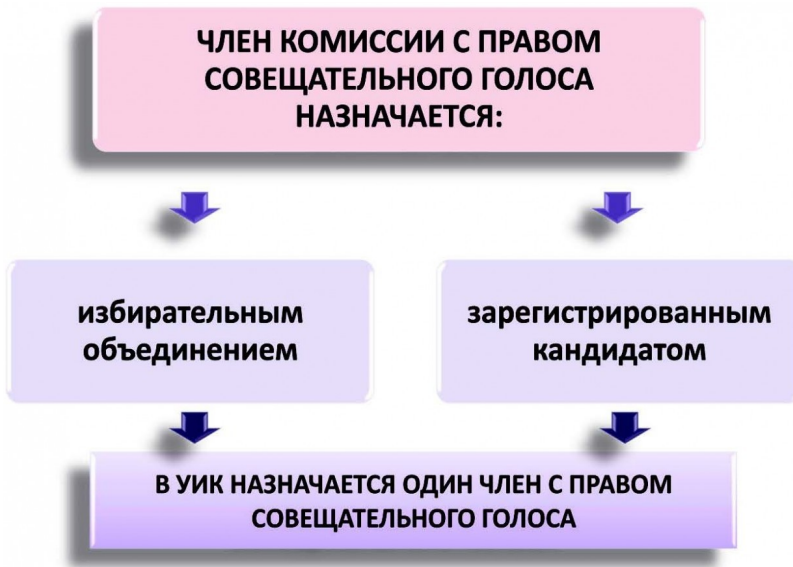 ЧЛЕН КОМИССИИ С ПРАВОМ
СОВЕЩАТЕЛЬНОГО ГОЛОСА
НАЗНАЧАЕТСЯ:
избирательным
объединением
зарегистрированным
кандидатом
В УИК НАЗНАЧАЕТСЯ ОДИН ЧЛЕН С ПРАВОМ
СОВЕЩАТЕЛЬНОГО ГОЛОСА